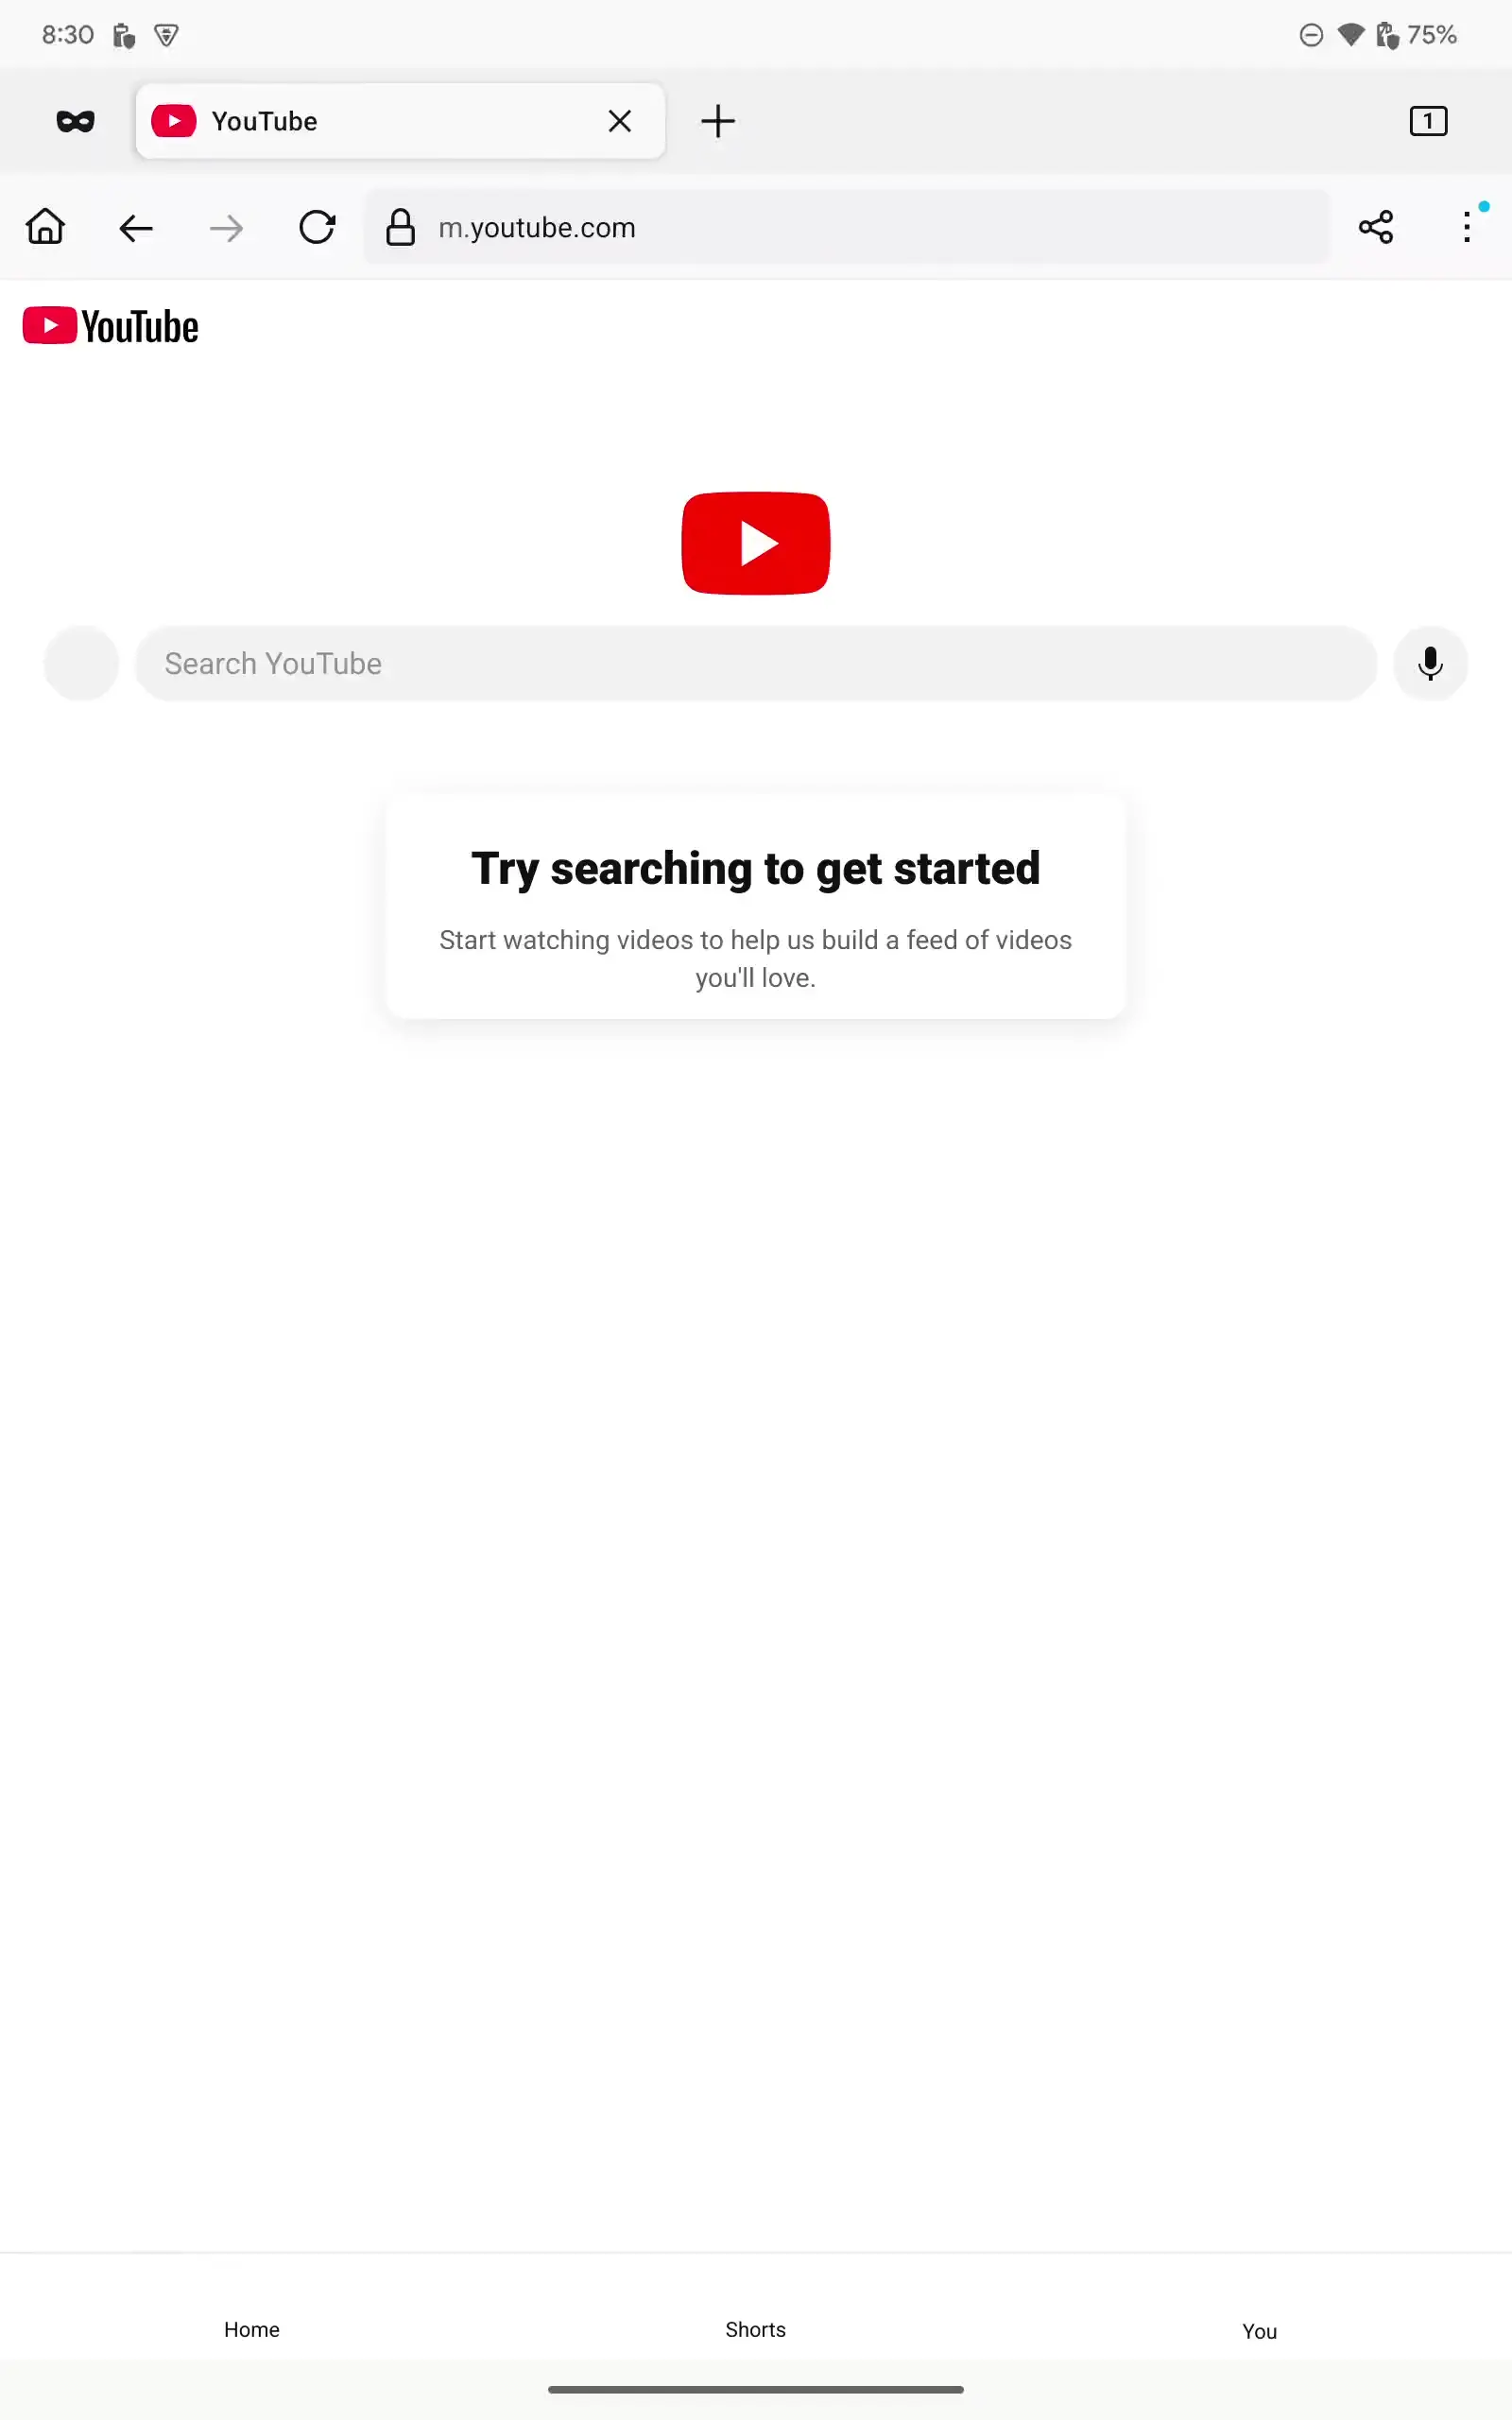 8:30
75%
YouTube
1
m.youtube.com
YouTube
Search YouTube
Try searching to get started
Start watching videos to help us build a feed of videos
you'll love.
Home
Shorts
You